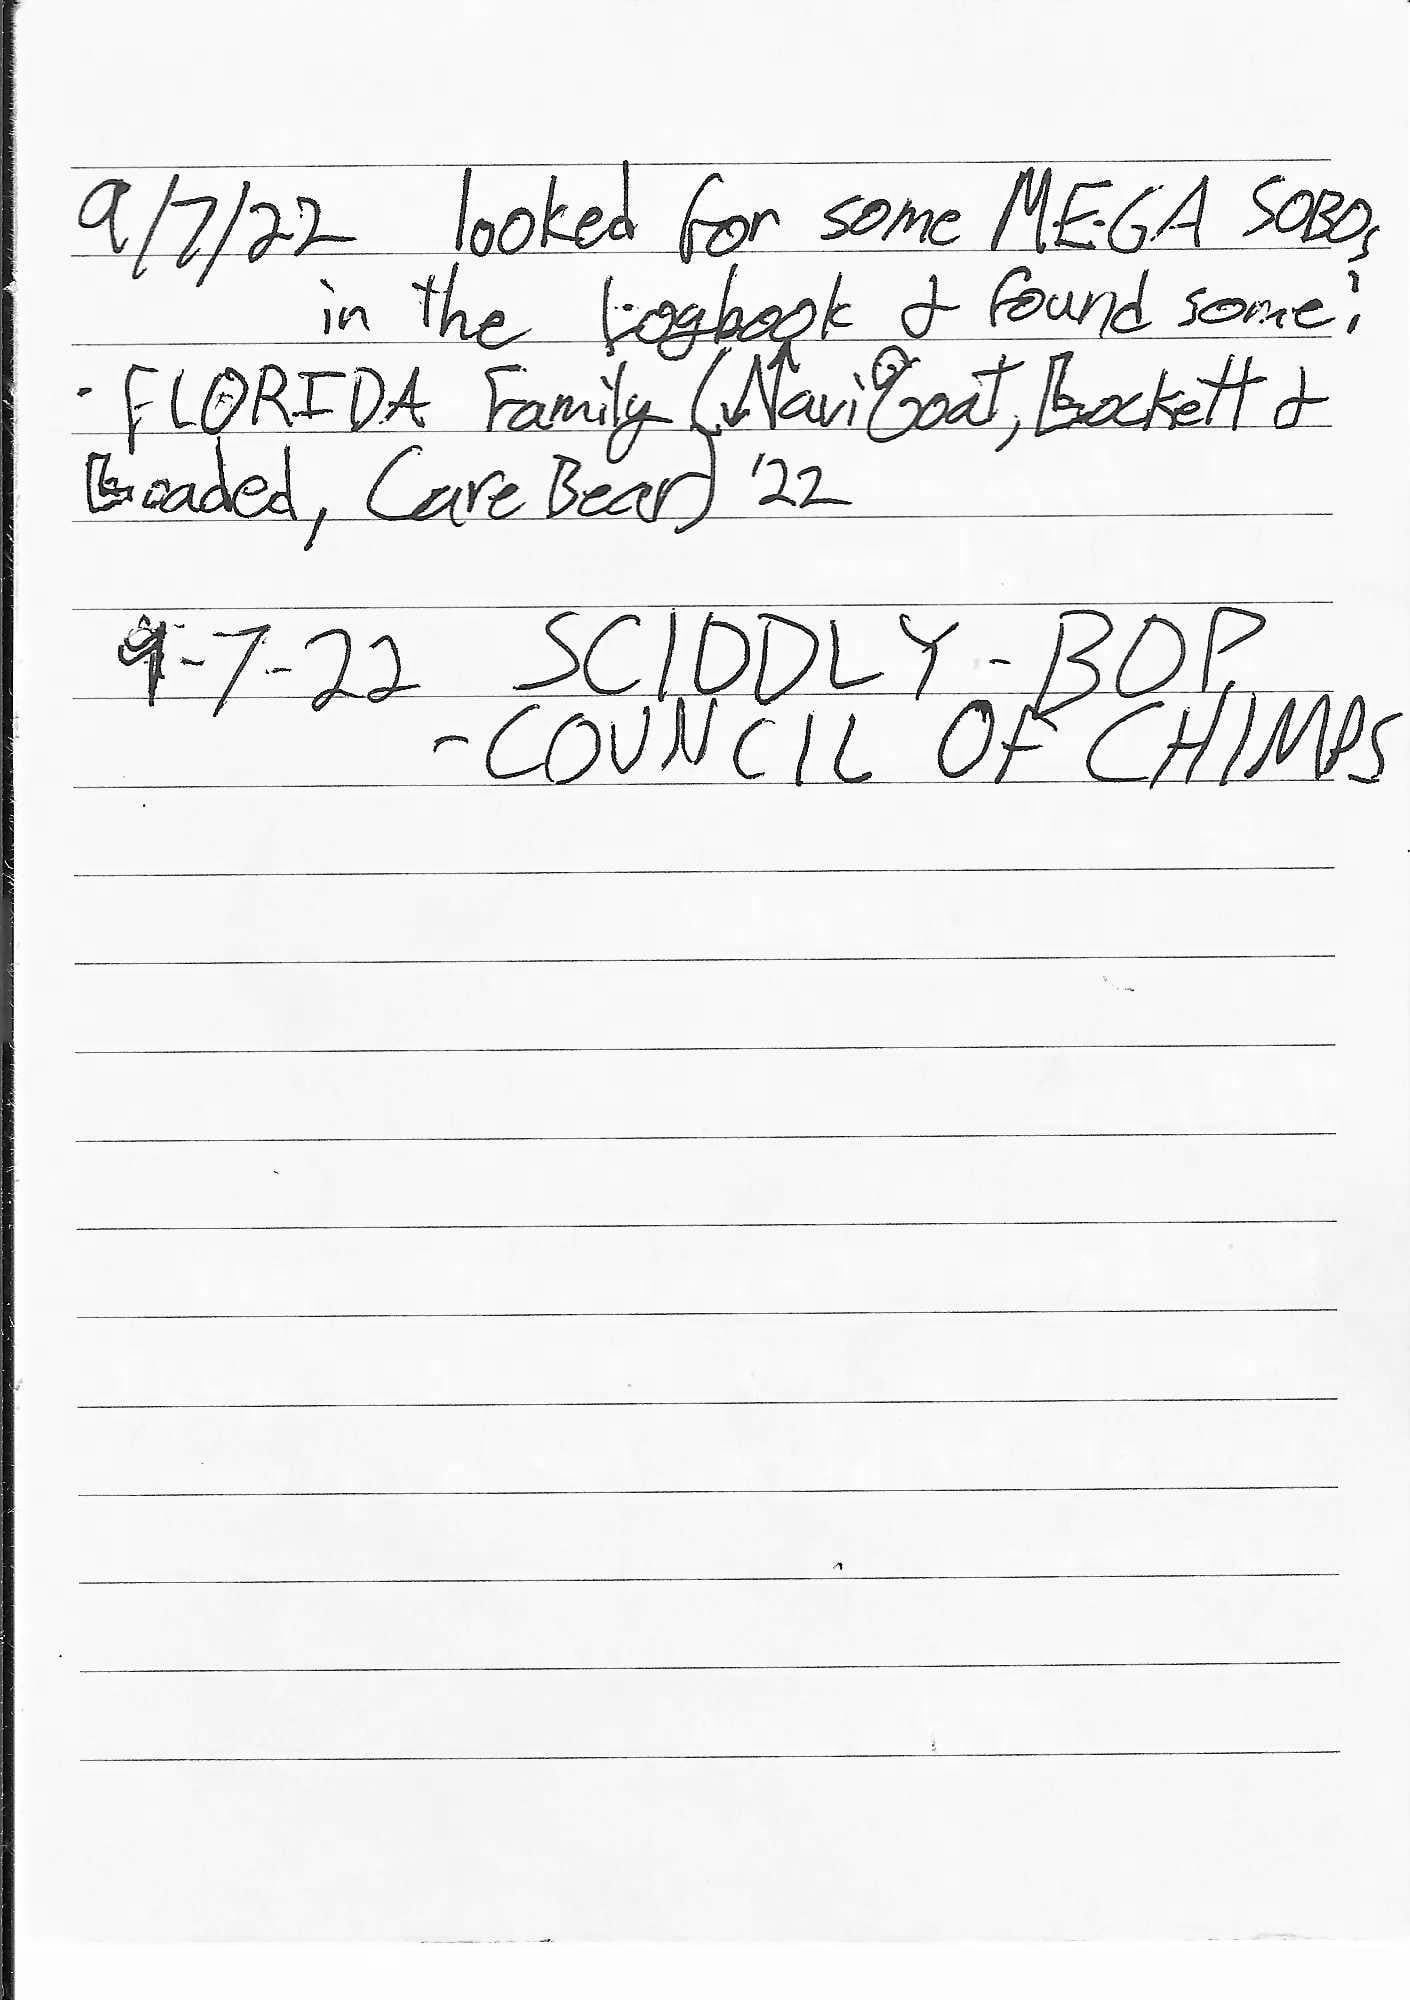 9/7/22 looked for some MEGA SOBOs
in the Logbook & found some!
- FLORIDA Family (NaviGoat, Lockett &
Loaded, Care Bear) '22
9-7-22 SCIDDLY-BOP
- COUNCIL OF CHIMPS